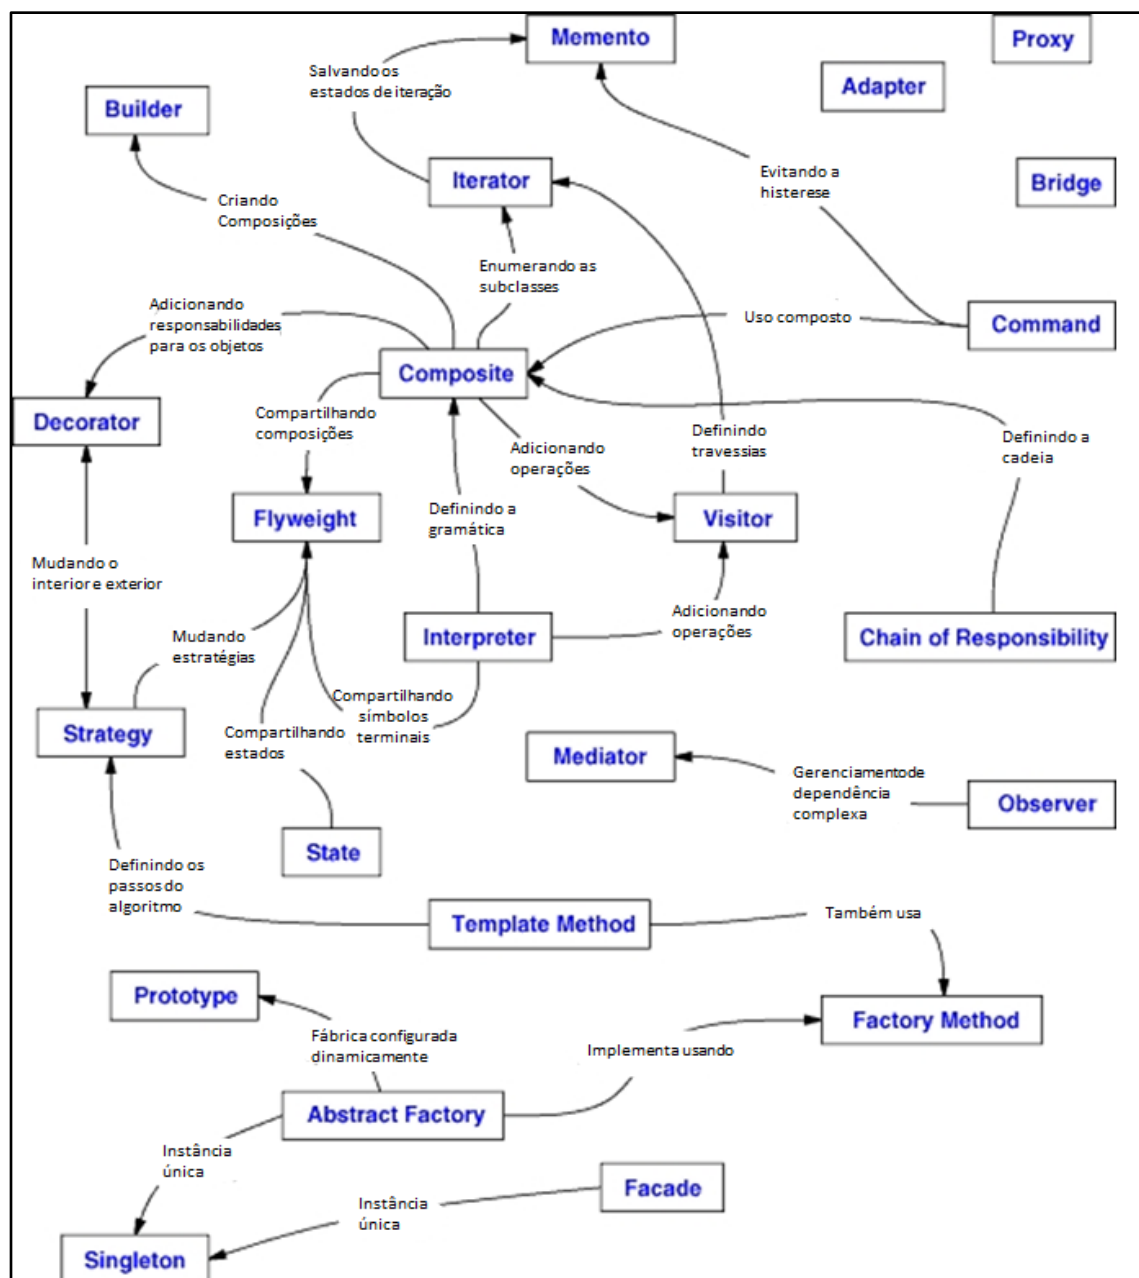 Memento
Proxy
Salvando os
estados de iteração
Adapter
Builder
Iterator
Evitando a
histerese
Bridge
Criando
Composições
Enumerando as
subclasses
Adicionando
responsabilidades
para os objetos
Uso composto
Command
Composite
Decorator
Compartilhando
composições
Adicionando
operações
Definindo
travessias
Definindo a
cadeia
Flyweight
Definindo a
gramática
Visitor
Mudando o
interior e exterior
Mudando
estratégias
Interpreter
Adicionando
operações
Chain of Responsibility
Compartilhando
símbolos
terminais
Strategy
Compartilhando
estados
Mediator
Gerenciamentode
dependência
complexa
Observer
State
Definindo os
passos do
algoritmo
Template Method
Também usa
Prototype
Factory Method
Fábrica configurada
dinamicamente
Implementa usando
Abstract Factory
Instância
única
Facade
Instância
única
Singleton